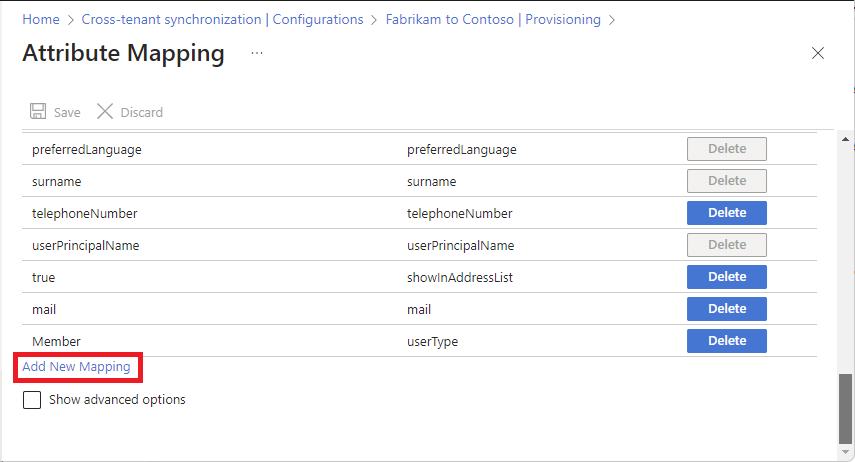 Home > Cross-tenant synchronization | Configurations > Fabrikam to Contoso | Provisioning >
Attribute Mapping ...
Save Discard
preferredLanguage preferredLanguage Delete
surname surname Delete
telephoneNumber telephoneNumber Delete
userPrincipalName userPrincipalName Delete
true showInAddressList Delete
mail mail Delete
Member userType Delete
Add New Mapping
Show advanced options